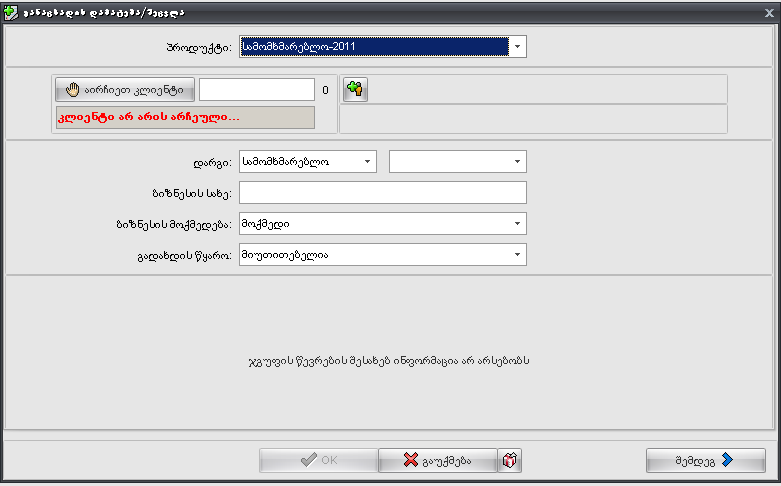 განაცხადის დამატება/შეცვლა
პროდუქტი: სამომხმარებლო-2011
აირჩიეთ კლიენტი 0
კლიენტი არ არის არჩეული...
დარგი: სამომხმარებლო
ბიზნესის სახე:
ბიზნესის მოქმედება: მოქმედი
გადახდის წყარო: მიუთითებელია
ჯგუფის წევრების შესახებ ინფორმაცია არ არსებობს
OK გაუქმება შემდეგ